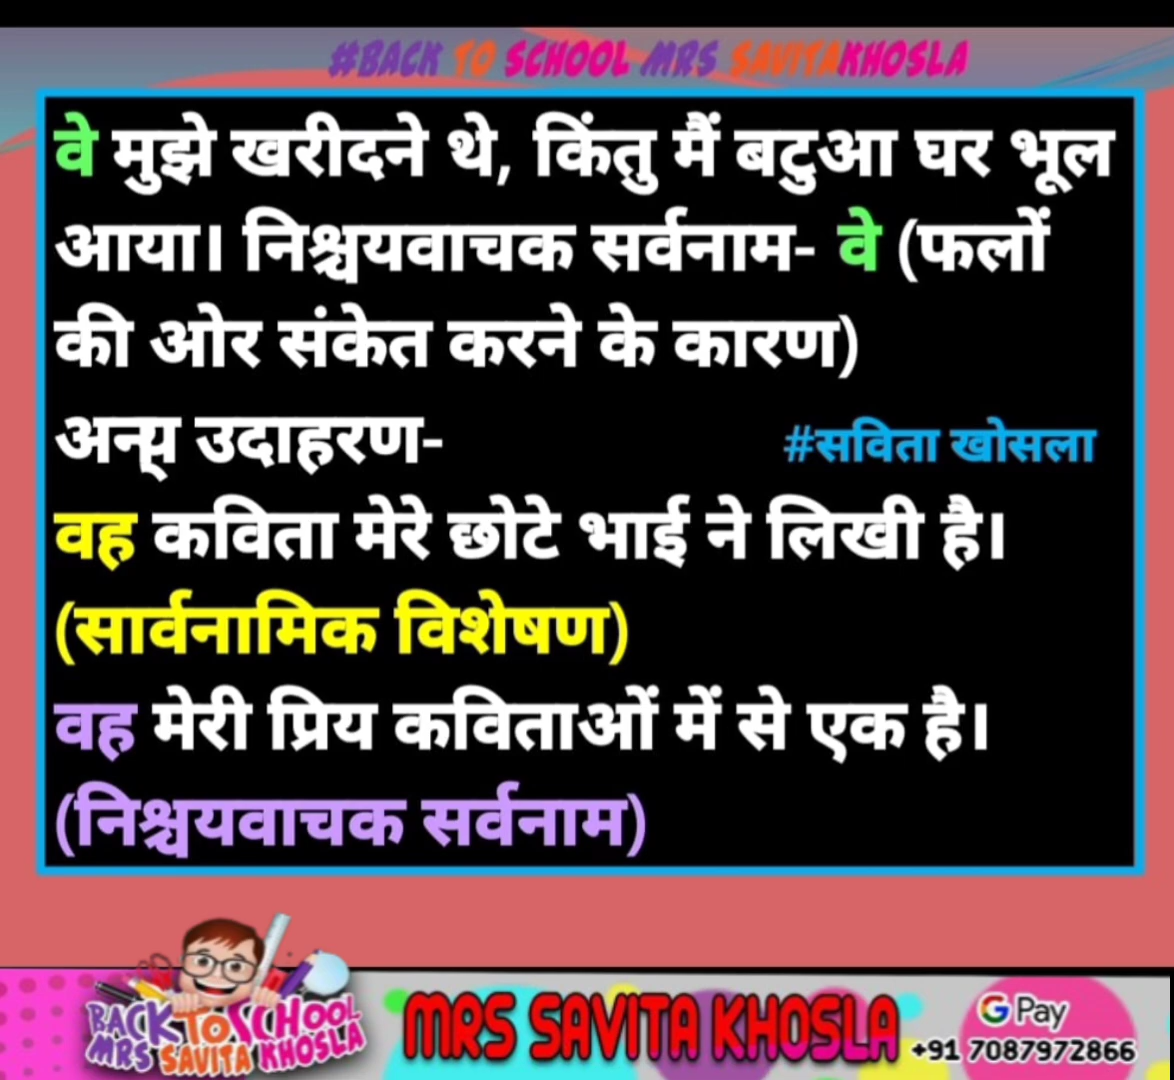 #BACK TO SCHOOL MRS SAVITAKHOSLA
वे मुझे खरीदने थे, किंतु मैं बटुआ घर भूल
आया। निश्चयवाचक सर्वनाम- वे (फलों
की ओर संकेत करने के कारण)
अन्य् उदाहरण- #सविता खोसला
वह कविता मेरे छोटे भाई ने लिखी है।
(सार्वनामिक विशेषण)
वह मेरी प्रिय कविताओं में से एक है।
(निश्चयवाचक सर्वनाम)
BACK TO SCHOOL
MRS SAVITA KHOSLA
MRS SAVITA KHOSLA
G Pay
+91 7087972866